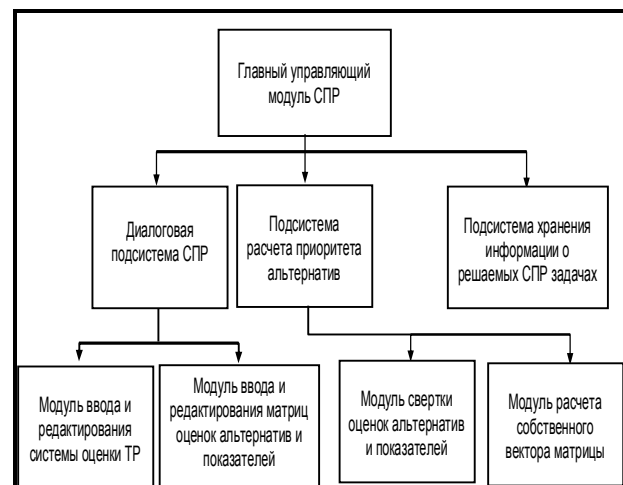 Главный управляющий
модуль СПР
Диалоговая
подсистема СПР
Подсистема
расчета приоритета
альтернатив
Подсистема хранения
информации о
решаемых СПР задачах
Модуль ввода и
редактирования
системы оценки ТР
Модуль ввода и
редактирования матриц
оценок альтернатив и
показателей
Модуль свертки
оценок альтернатив
и показателей
Модуль расчета
собственного
вектора матрицы